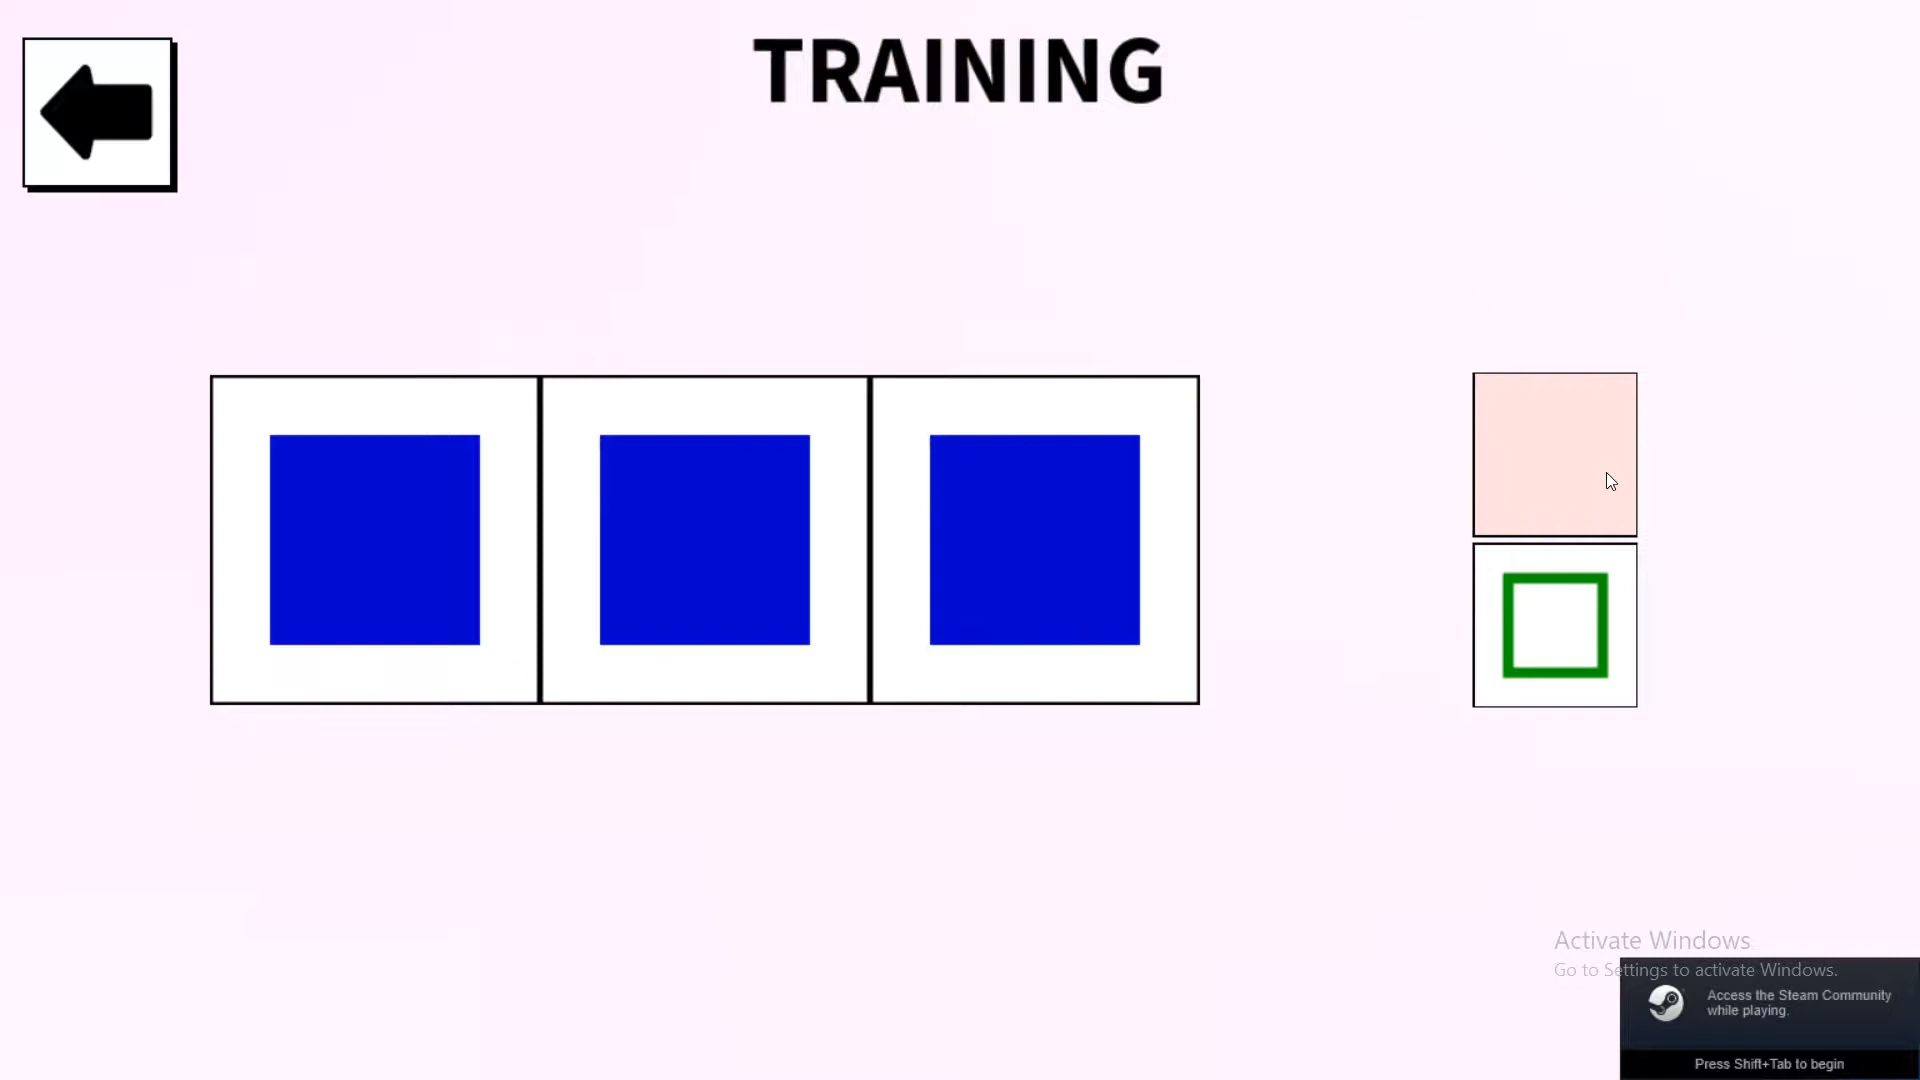 TRAINING
Activate Windows
Go to Settings to activate Windows.
Access the Steam Community
while playing.
Press Shift+Tab to begin